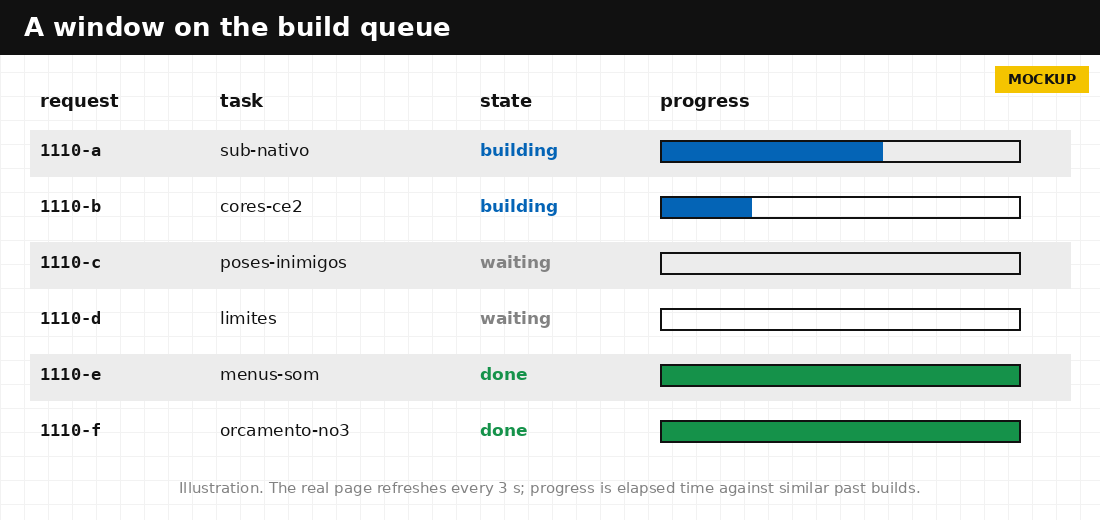 A window on the build queue
MOCKUP
request task state progress
1110-a sub-nativo building
1110-b cores-ce2 building
1110-c poses-inimigos waiting
1110-d limites waiting
1110-e menus-som done
1110-f orcamento-no3 done
Illustration. The real page refreshes every 3 s; progress is elapsed time against similar past builds.